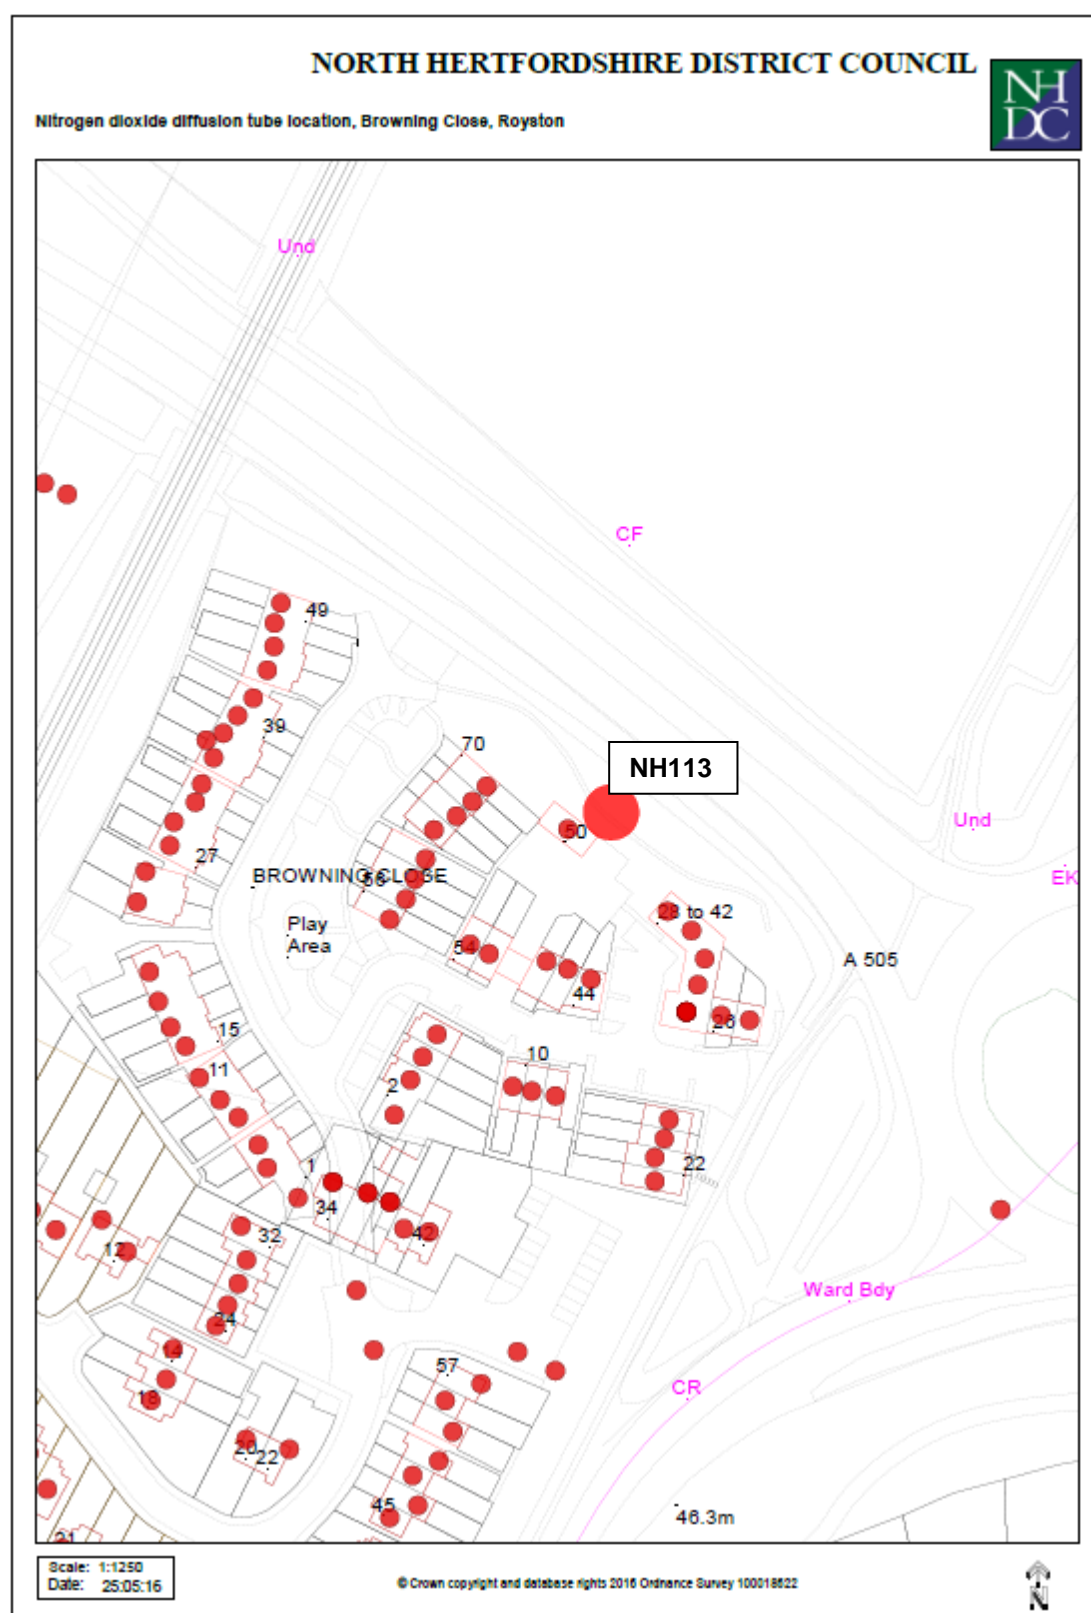 NORTH HERTFORDSHIRE DISTRICT COUNCIL
NH
DC
Nitrogen dioxide diffusion tube location, Browning Close, Royston
Und
CF
49
39
70
NH113
Und
50
27
BROWNING CLOSE
56
EK
28 to 42
Play
Area
54
A 505
44
26
15
10
11
2
22
1
34
32
42
12
Ward Bdy
24
14
57
CR
18
20
22
45
46.3m
21
Scale: 1:1250
Date: 25:05:16
© Crown copyright and database rights 2016 Ordnance Survey 100018622
N